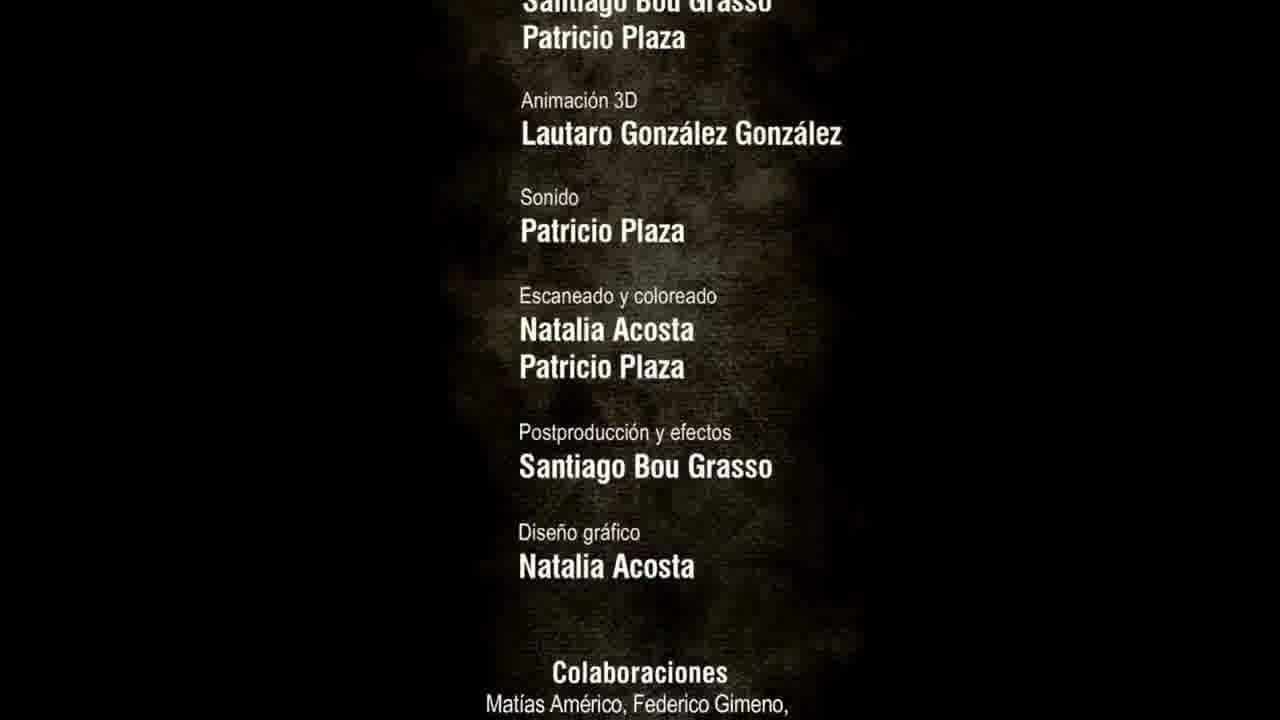 Santiago Bou Grasso
Patricio Plaza
Animación 3D
Lautaro González González
Sonido
Patricio Plaza
Escaneado y coloreado
Natalia Acosta
Patricio Plaza
Postproducción y efectos
Santiago Bou Grasso
Diseño gráfico
Natalia Acosta
Colaboraciones
Matías Américo, Federico Gimeno,